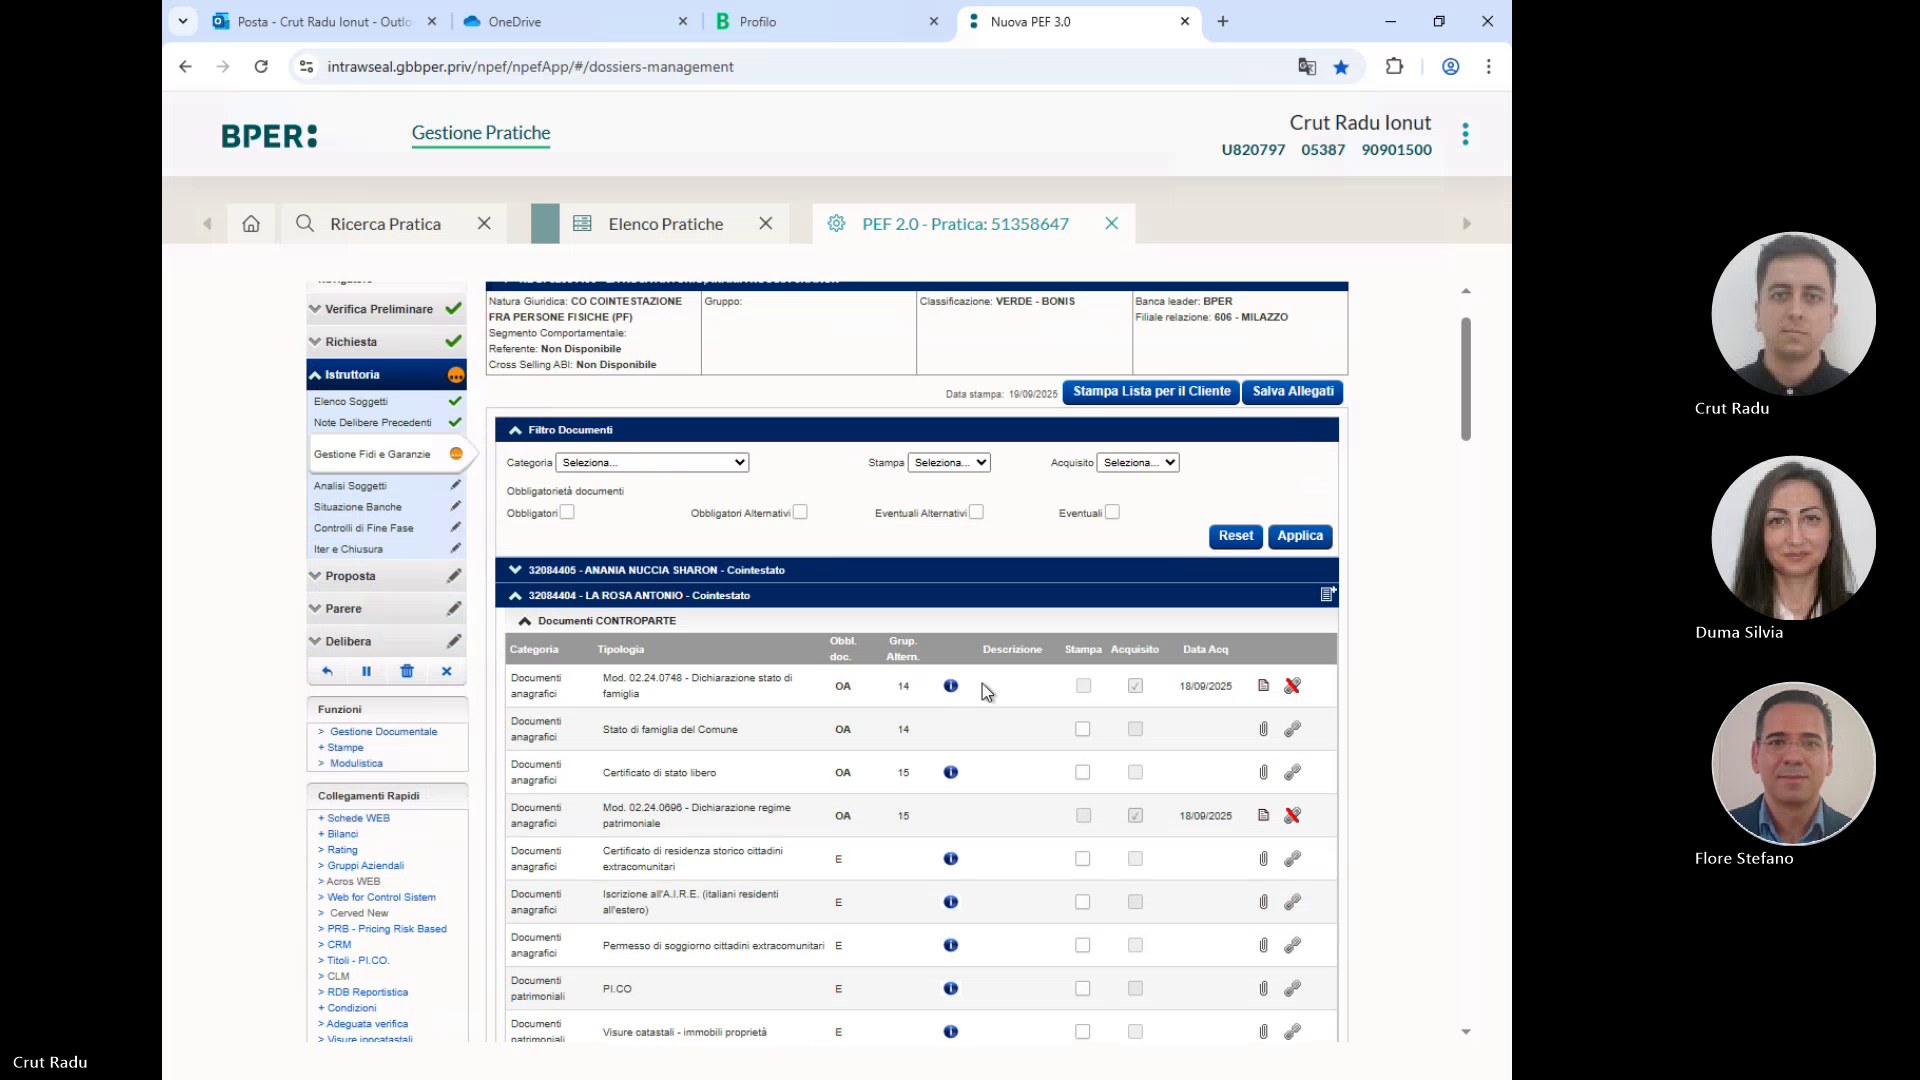 Posta - Crut Radu Ionut - Outlo
OneDrive
Profilo
Nuova PEF 3.0
intrawseal.gbbper.priv/npef/npefApp/#/dossiers-management
BPER:
Gestione Pratiche
Crut Radu Ionut
U820797 05387 90901500
Ricerca Pratica
Elenco Pratiche
PEF 2.0 - Pratica: 51358647
Verifica Preliminare
Richiesta
Istruttoria
Elenco Soggetti
Note Delibere Precedenti
Gestione Fidi e Garanzie
Analisi Soggetti
Situazione Banche
Controlli di Fine Fase
Iter e Chiusura
Proposta
Parere
Delibera
Funzioni
> Gestione Documentale
+ Stampe
> Modulistica
Collegamenti Rapidi
+ Schede WEB
+ Bilanci
> Rating
> Gruppi Aziendali
> Acros WEB
> Web for Control Sistem
> Cerved New
> PRB - Pricing Risk Based
> CRM
> Titoli - PI.CO.
> CLM
> RDB Reportistica
+ Condizioni
> Adeguata verifica
> Visure ipocatastali
Natura Giuridica: CO COINTESTAZIONE
FRA PERSONE FISICHE (PF)
Segmento Comportamentale:
Referente: Non Disponibile
Cross Selling ABI: Non Disponibile
Gruppo:
Classificazione: VERDE - BONIS
Banca leader: BPER
Filiale relazione: 606 - MILAZZO
Data stampa: 19/09/2025
Stampa Lista per il Cliente
Salva Allegati
Filtro Documenti
Categoria Seleziona...
Stampa Seleziona...
Acquisito Seleziona...
Obbligatorietà documenti
Obbligatori
Obbligatori Alternativi
Eventuali Alternativi
Eventuali
Reset
Applica
32084405 - ANANIA NUCCIA SHARON - Cointestato
32084404 - LA ROSA ANTONIO - Cointestato
Documenti CONTROPARTE
Categoria Tipologia Obbl. doc. Grup. Altern. Descrizione Stampa Acquisito Data Acq
Documenti anagrafici Mod. 02.24.0748 - Dichiarazione stato di famiglia OA 14 18/09/2025
Documenti anagrafici Stato di famiglia del Comune OA 14
Documenti anagrafici Certificato di stato libero OA 15
Documenti anagrafici Mod. 02.24.0696 - Dichiarazione regime patrimoniale OA 15 18/09/2025
Documenti anagrafici Certificato di residenza storico cittadini extracomunitari E
Documenti anagrafici Iscrizione all'A.I.R.E. (italiani residenti all'estero) E
Documenti anagrafici Permesso di soggiorno cittadini extracomunitari E
Documenti patrimoniali PI.CO E
Documenti patrimoniali Visure catastali - immobili proprietà E
Crut Radu
Duma Silvia
Flore Stefano
Crut Radu